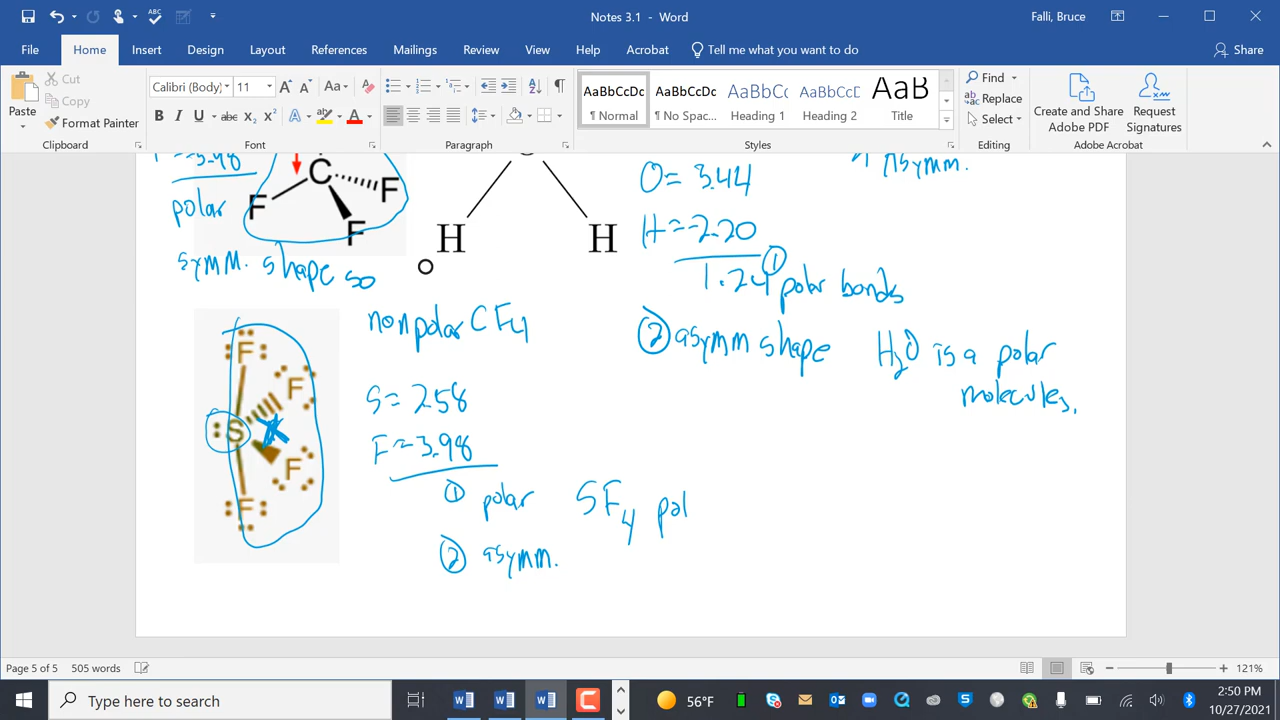 Notes 3.1 - Word
Falli, Bruce
File Home Insert Design Layout References Mailings Review View Help Acrobat Tell me what you want to do Share
Paste
Cut
Copy
Format Painter
Clipboard
Calibri (Body) 11
Font
Paragraph
AaBbCcDc
¶ Normal
AaBbCcDc
¶ No Spac...
AaBbCc
Heading 1
AaBbCcD
Heading 2
AaB
Title
Styles
Find
Replace
Select
Editing
Create and Share
Adobe PDF
Request
Signatures
Adobe Acrobat
F = 3.98
polar
symm. shape so
nonpolar CF4
C
F
F
F
H
H
O = 3.44
H = -2.20
1.24 ① polar bonds
② asymm shape
H2O is a polar
molecules.
Asymm.
F
F
S
F
F
S = 2.58
F = 3.98
① polar
② asymm.
SF4 pol
Page 5 of 5 505 words
121%
Type here to search
56°F
2:50 PM
10/27/2021